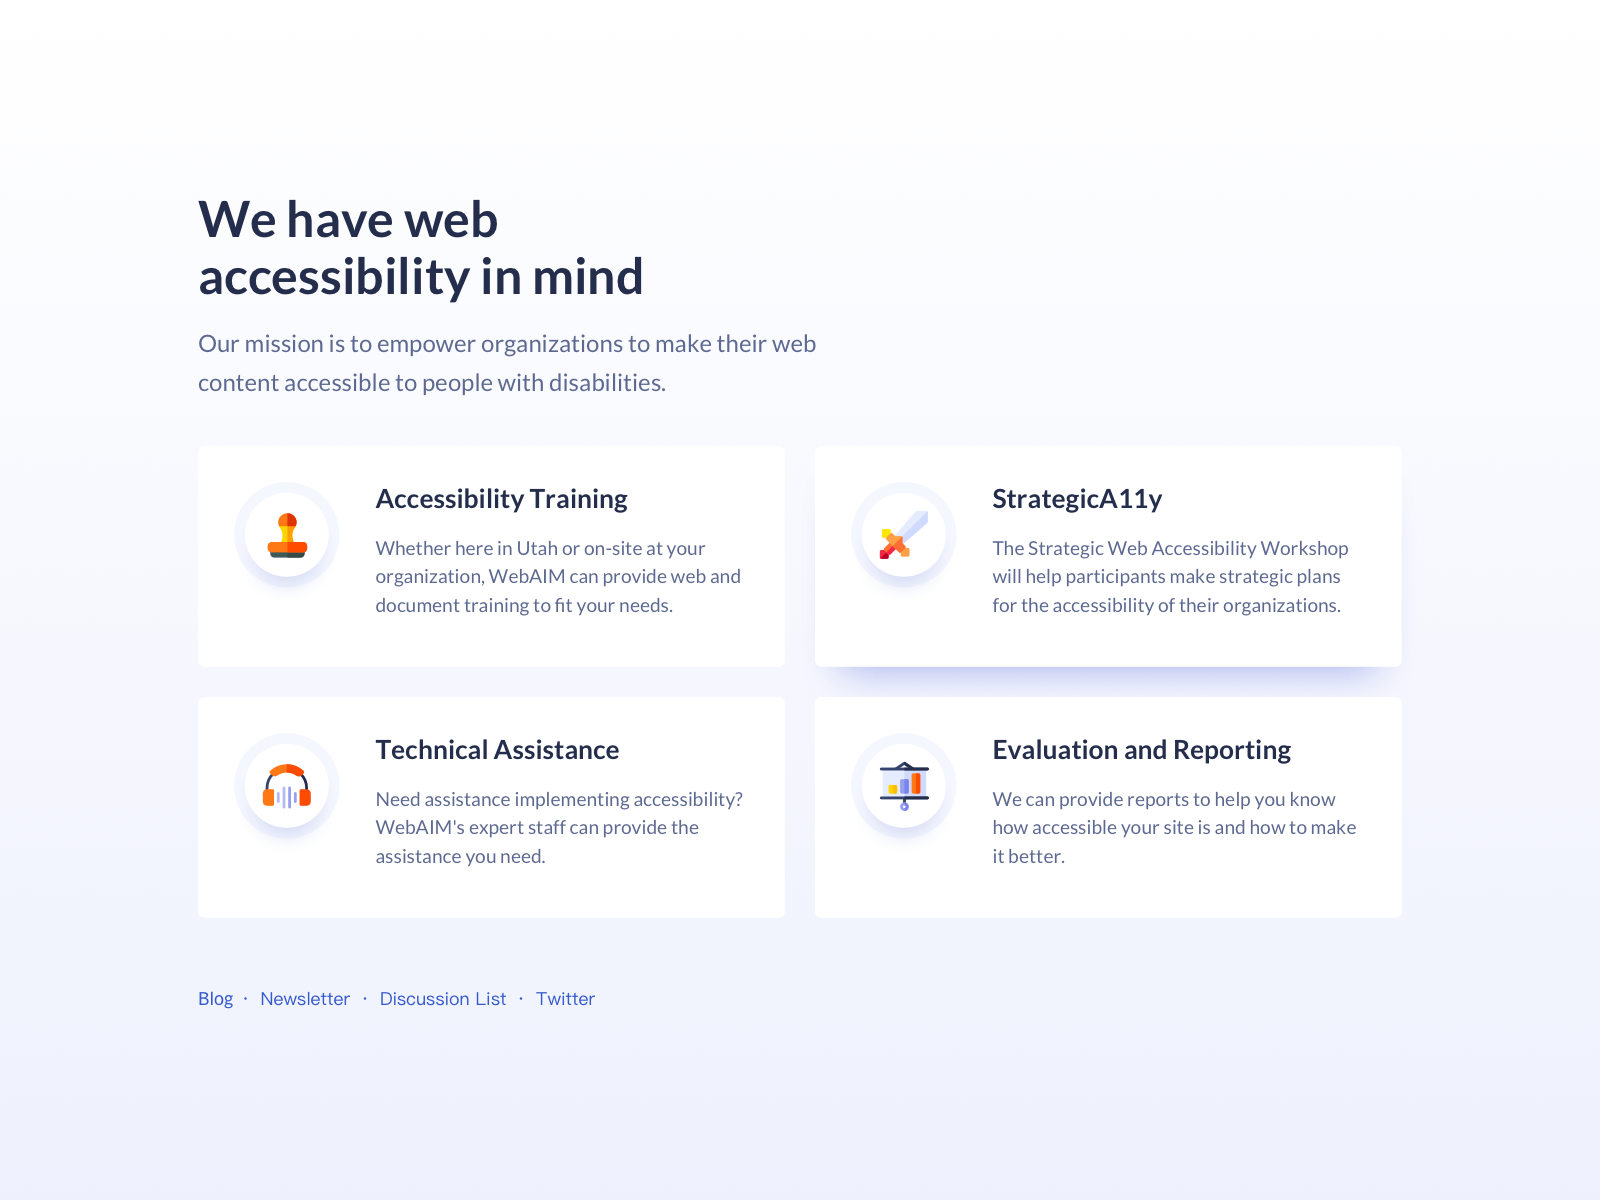 We have web
accessibility in mind
Our mission is to empower organizations to make their web
content accessible to people with disabilities.
Accessibility Training
Whether here in Utah or on-site at your
organization, WebAIM can provide web and
document training to fit your needs.
StrategicA11y
The Strategic Web Accessibility Workshop
will help participants make strategic plans
for the accessibility of their organizations.
Technical Assistance
Need assistance implementing accessibility?
WebAIM's expert staff can provide the
assistance you need.
Evaluation and Reporting
We can provide reports to help you know
how accessible your site is and how to make
it better.
Blog · Newsletter · Discussion List · Twitter